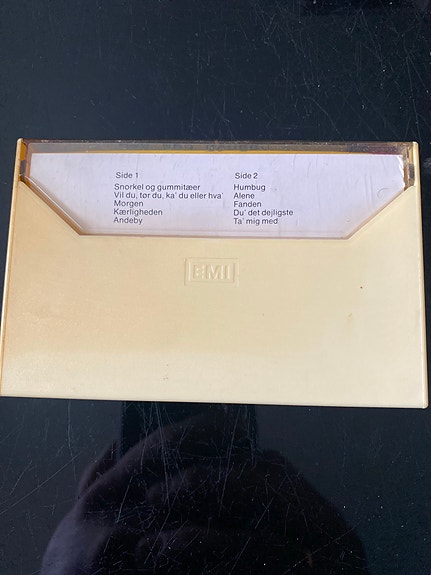 Side 1
Snorkel og gummitæer
Vil du, tør du, ka' du eller hva'
Morgen
Kærligheden
Andeby
Side 2
Humbug
Alene
Fanden
Du' det dejligste
Ta' mig med
EMI